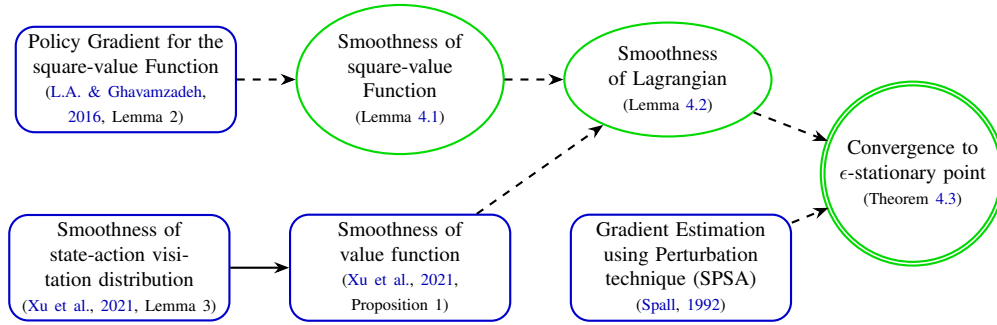 Policy Gradient for the
square-value Function
(L.A. & Ghavamzadeh,
2016, Lemma 2)
Smoothness of
square-value
Function
(Lemma 4.1)
Smoothness
of Lagrangian
(Lemma 4.2)
Convergence to
ϵ-stationary point
(Theorem 4.3)
Smoothness of
state-action visi-
tation distribution
(Xu et al., 2021, Lemma 3)
Smoothness of
value function
(Xu et al., 2021,
Proposition 1)
Gradient Estimation
using Perturbation
technique (SPSA)
(Spall, 1992)